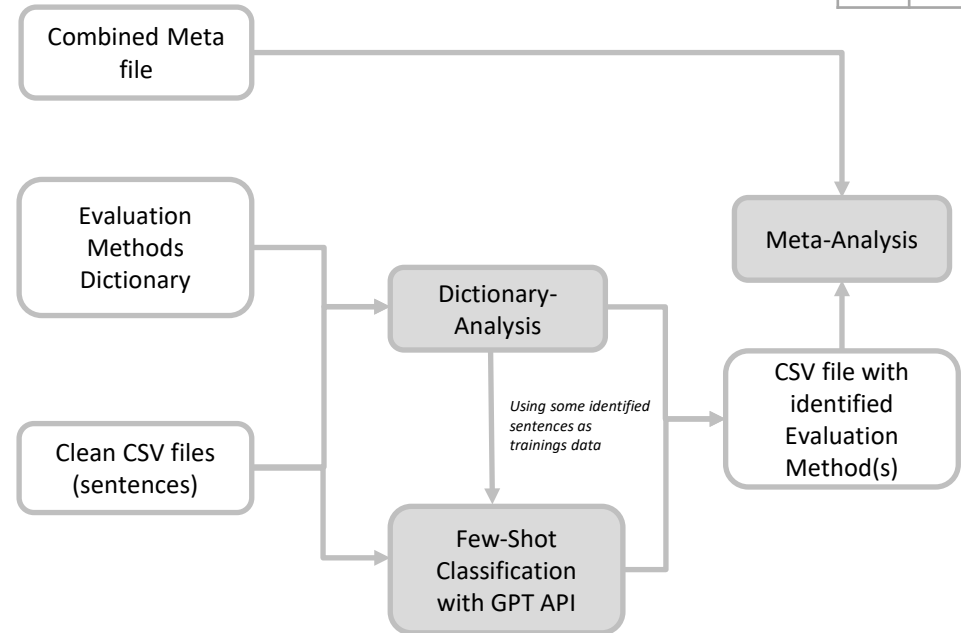 Combined Meta
file
Evaluation
Methods
Dictionary
Meta-Analysis
Dictionary-
Analysis
CSV file with
identified
Evaluation
Method(s)
Using some identified
sentences as
trainings data
Clean CSV files
(sentences)
Few-Shot
Classification
with GPT API